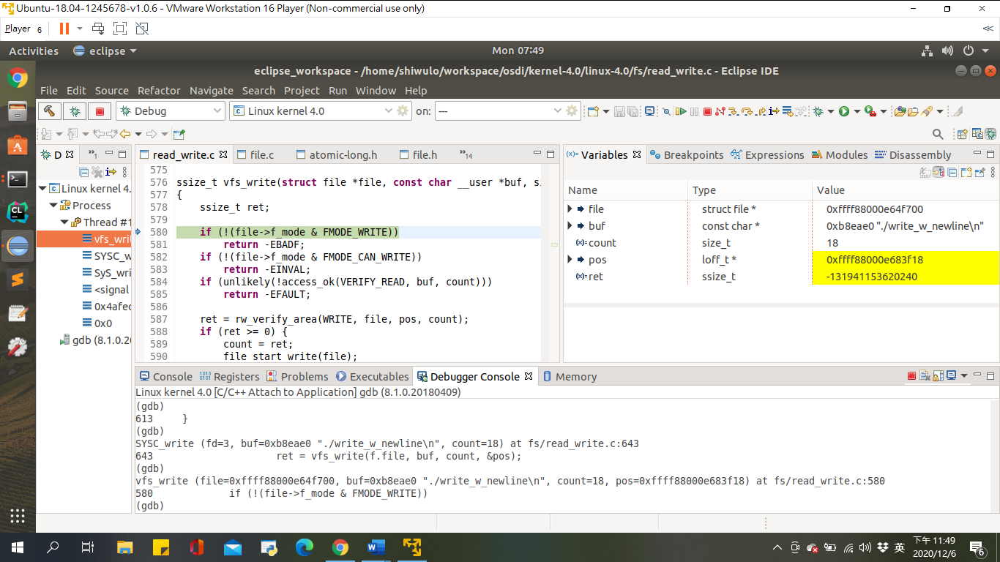 Ubuntu-18.04-1245678-v1.0.6 - VMware Workstation 16 Player (Non-commercial use only)
Player 6
Activities eclipse Mon 07:49
eclipse_workspace - /home/shiwulo/workspace/osdi/kernel-4.0/linux-4.0/fs/read_write.c - Eclipse IDE
File Edit Source Refactor Navigate Search Project Run Window Help
Debug Linux kernel 4.0 on: ---
D »1 read_write.c file.c atomic-long.h file.h »14
Linux kernel 4.
Process
Thread #1
vfs_writ
SYSC_w
SyS_wri
<signal
0x4afec
0x0
gdb (8.1.0.20
575
576 ssize_t vfs_write(struct file *file, const char __user *buf, si
577 {
578 ssize_t ret;
579
580 if (!(file->f_mode & FMODE_WRITE))
581 return -EBADF;
582 if (!(file->f_mode & FMODE_CAN_WRITE))
583 return -EINVAL;
584 if (unlikely(!access_ok(VERIFY_READ, buf, count)))
585 return -EFAULT;
586
587 ret = rw_verify_area(WRITE, file, pos, count);
588 if (ret >= 0) {
589 count = ret;
590 file_start_write(file);
(x)= Variables Breakpoints Expressions Modules Disassembly
Name Type Value
file struct file * 0xffff88000e64f700
buf const char * 0xb8eae0 "./write_w_newline\n"
(x)= count size_t 18
pos loff_t * 0xffff88000e683f18
(x)= ret ssize_t -131941153620240
Console Registers Problems Executables Debugger Console Memory
Linux kernel 4.0 [C/C++ Attach to Application] gdb (8.1.0.20180409)
(gdb)
613 }
(gdb)
SYSC_write (fd=3, buf=0xb8eae0 "./write_w_newline\n", count=18) at fs/read_write.c:643
643 ret = vfs_write(f.file, buf, count, &pos);
(gdb)
vfs_write (file=0xffff88000e64f700, buf=0xb8eae0 "./write_w_newline\n", count=18, pos=0xffff88000e683f18) at fs/read_write.c:580
580 if (!(file->f_mode & FMODE_WRITE))
(gdb)
英 下午 11:49
2020/12/6
6